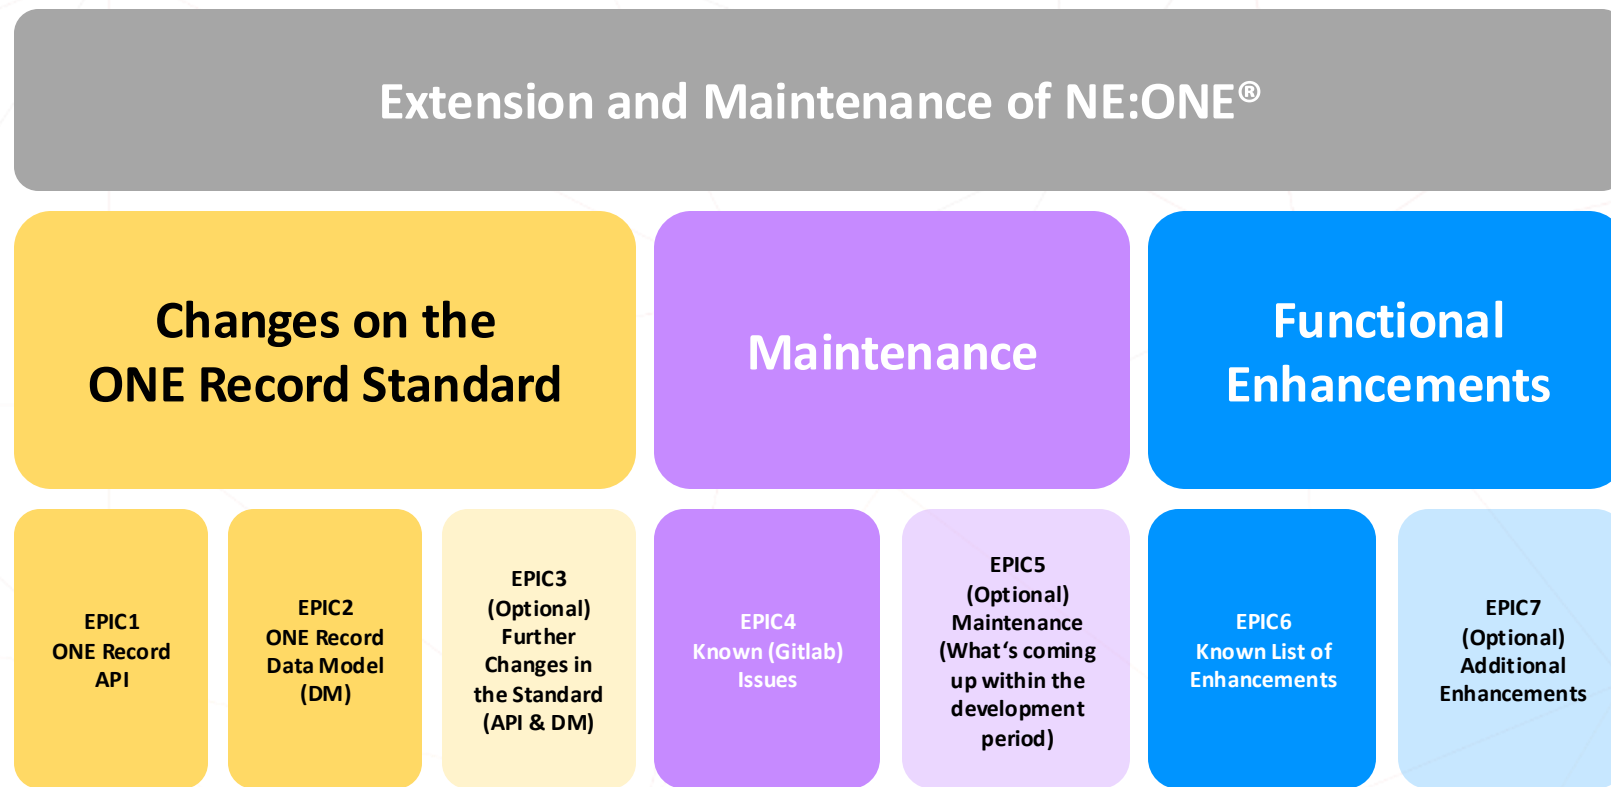 Extension and Maintenance of NE:ONE®
Changes on the
ONE Record Standard
Maintenance
Functional
Enhancements
EPIC1
ONE Record
API
EPIC2
ONE Record
Data Model
(DM)
EPIC3
(Optional)
Further
Changes in
the Standard
(API & DM)
EPIC4
Known (Gitlab)
Issues
EPIC5
(Optional)
Maintenance
(What‘s coming
up within the
development
period)
EPIC6
Known List of
Enhancements
EPIC7
(Optional)
Additional
Enhancements